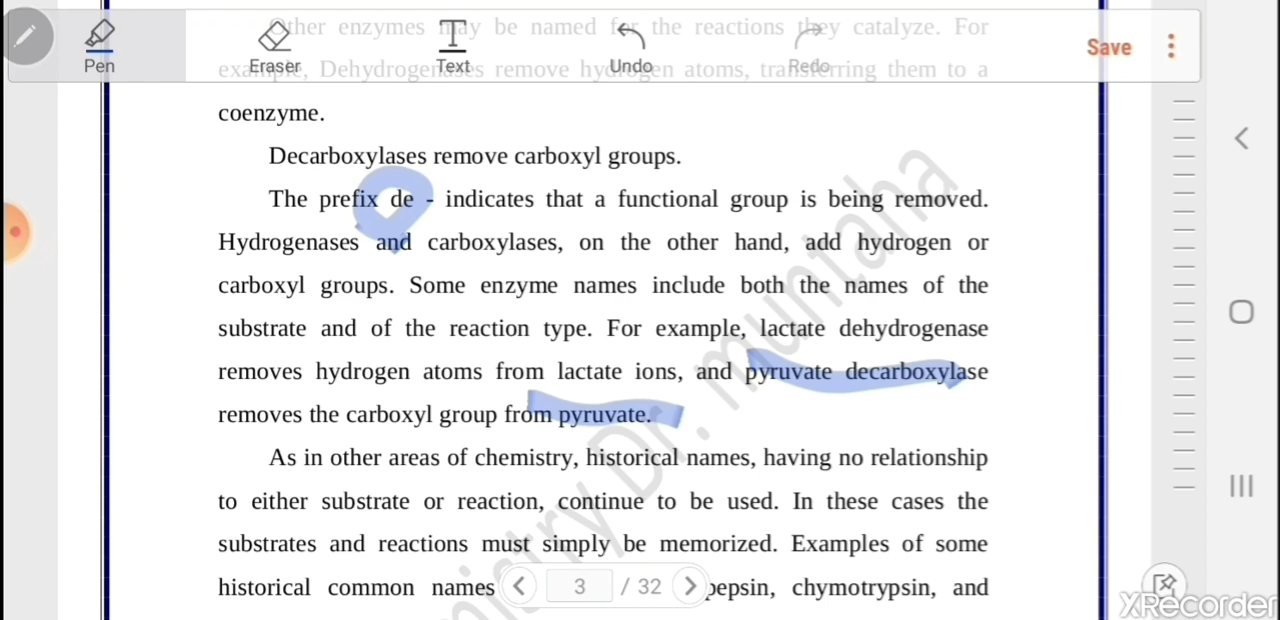 Other enzymes may be named for the reactions they catalyze. For
Pen
Eraser
Text
Undo
Redo
Save
example, Dehydrogenases remove hydrogen atoms, transferring them to a
coenzyme.
Decarboxylases remove carboxyl groups.
The prefix de - indicates that a functional group is being removed.
Hydrogenases and carboxylases, on the other hand, add hydrogen or
carboxyl groups. Some enzyme names include both the names of the
substrate and of the reaction type. For example, lactate dehydrogenase
removes hydrogen atoms from lactate ions, and pyruvate decarboxylase
removes the carboxyl group from pyruvate.
As in other areas of chemistry, historical names, having no relationship
to either substrate or reaction, continue to be used. In these cases the
substrates and reactions must simply be memorized. Examples of some
historical common names pepsin, chymotrypsin, and
3 / 32
mistry Dr. muntaha
XRecorder